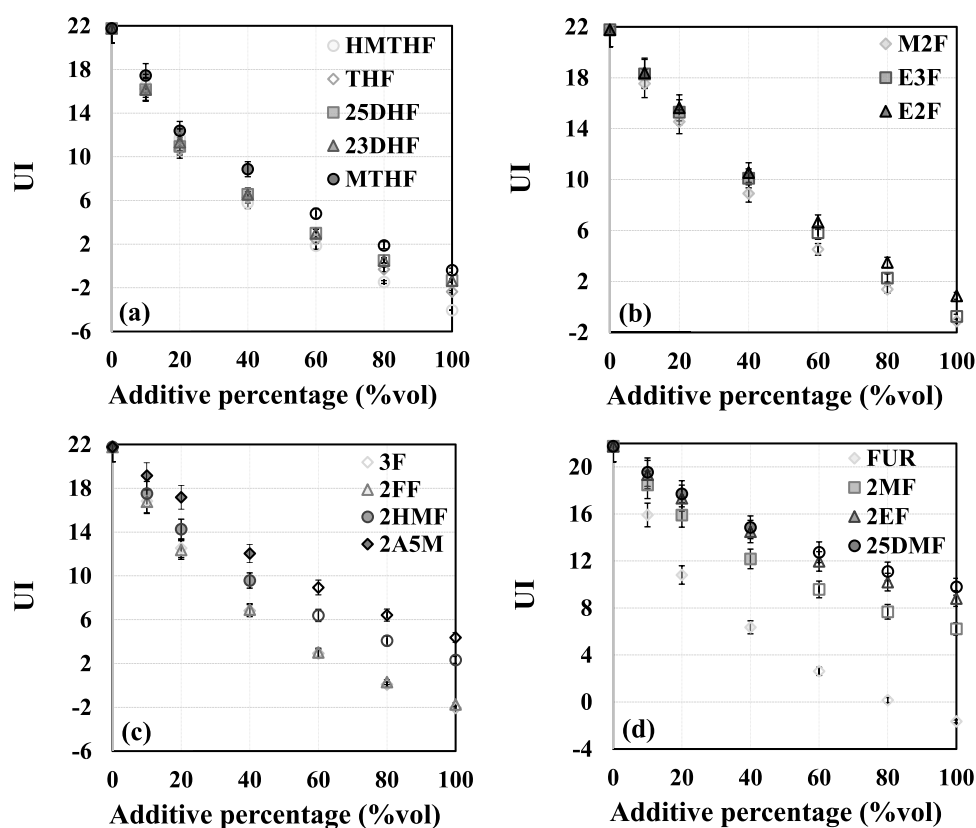 22
18
14
10
6
2
-2
-6
UI
HMTHF
THF
25DHF
23DHF
MTHF
(a)
0 20 40 60 80 100
Additive percentage (%vol)
22
18
14
10
6
2
-2
UI
M2F
E3F
E2F
(b)
0 20 40 60 80 100
Additive percentage (%vol)
22
18
14
10
6
2
-2
-6
UI
3F
2FF
2HMF
2A5M
(c)
0 20 40 60 80 100
Additive percentage (%vol)
20
16
12
8
4
0
-4
UI
FUR
2MF
2EF
25DMF
(d)
0 20 40 60 80 100
Additive percentage (%vol)